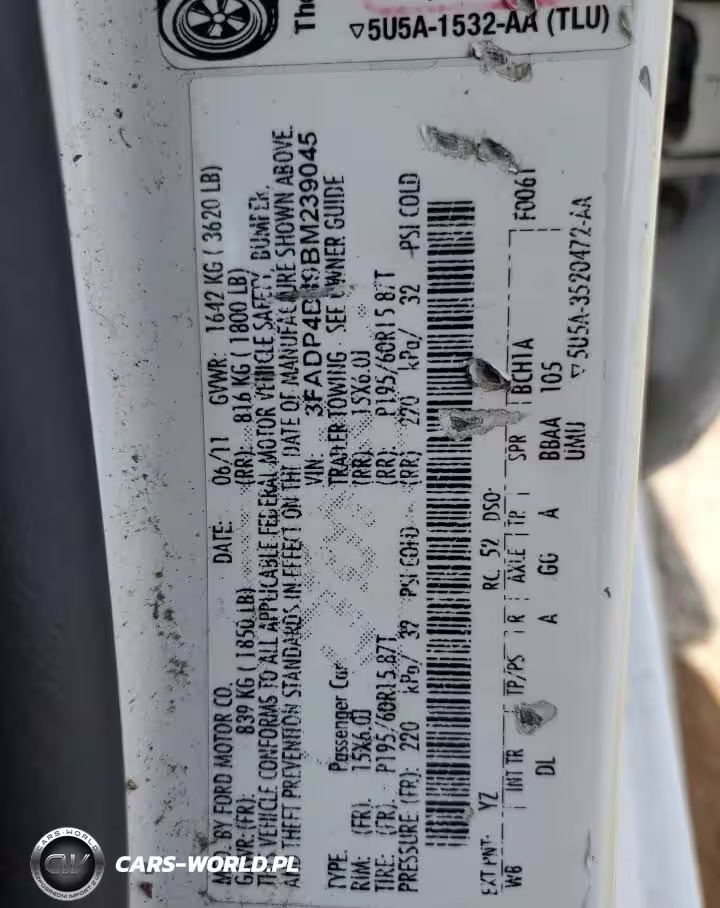 The
▽5U5A-1532-AA (TLU)
MFD. BY FORD MOTOR CO. DATE: 06/11 GVWR: 1642 KG ( 3620 LB)
GAWR: (FR): 839 KG ( 1850 LB) (RR): 816 KG ( 1800 LB)
THIS VEHICLE CONFORMS TO ALL APPLICABLE FEDERAL MOTOR VEHICLE SAFETY, BUMPER,
AND THEFT PREVENTION STANDARDS IN EFFECT ON THE DATE OF MANUFACTURE SHOWN ABOVE.
VIN: 3FADP4BJ9BM239045
TYPE: Passenger Car TRAILER TOWING - SEE OWNER GUIDE
RIM: (FR): 15X6.0J (RR): 15X6.0J
TIRE: (FR): P195/60R15 87T (RR): P195/60R15 87T
PRESSURE (FR): 220 kPa/ 32 PSI COLD (RR): 220 kPa/ 32 PSI COLD
EXT PNT: YZ RC: 52 DSO: F0061
WB INT TR TP/PS R AXLE TR SPR BCH1A
DL A GG A BBAA 105
UMU
▽5U5A-3520472-AA
CARS-WORLD
CW
CARS-WORLD.PL